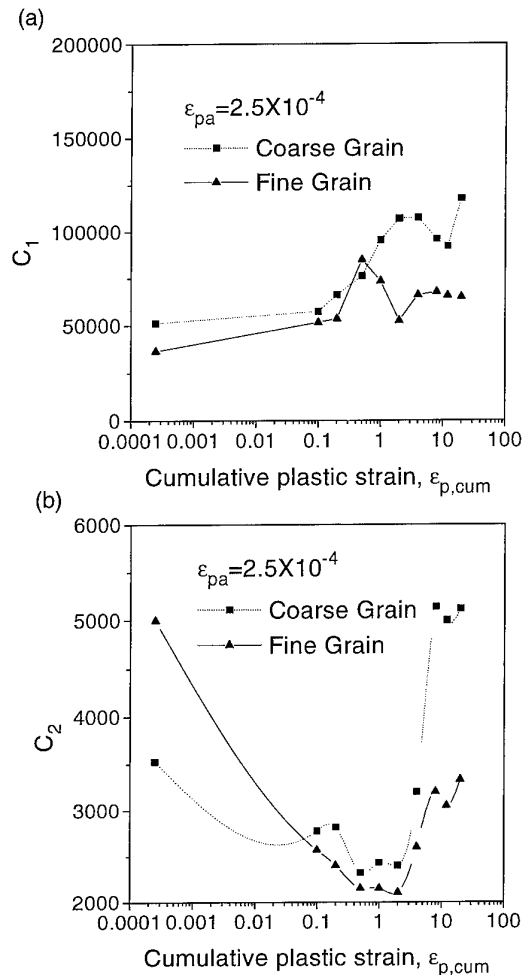 (a)
200000
150000
100000
50000
0
C1
εpa=2.5X10-4
Coarse Grain
Fine Grain
0.0001 0.001 0.01 0.1 1 10 100
Cumulative plastic strain, εp,cum
(b)
6000
5000
4000
3000
2000
C2
εpa=2.5X10-4
Coarse Grain
Fine Grain
0.0001 0.001 0.01 0.1 1 10 100
Cumulative plastic strain, εp,cum